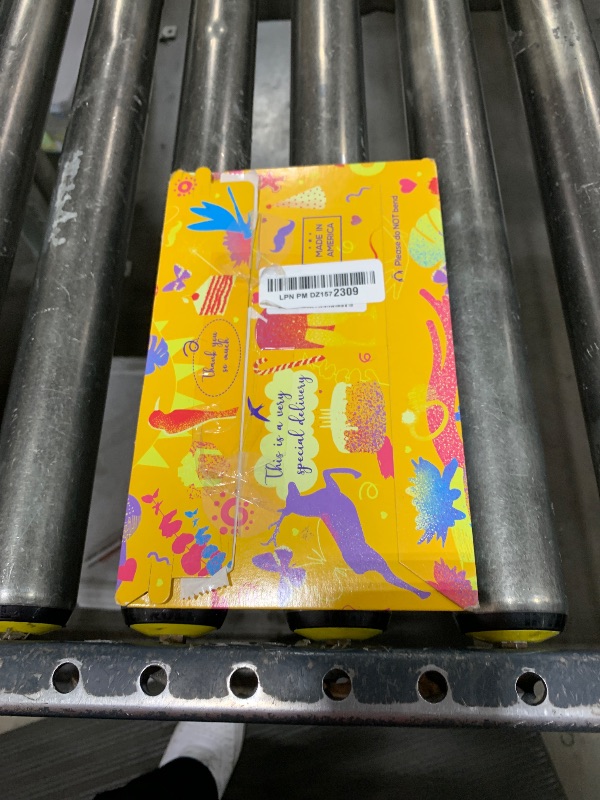 MADE IN
AMERICA
Please do NOT bend
LPN PM DZ157 2309
Thank you
so much
This is a very
special delivery